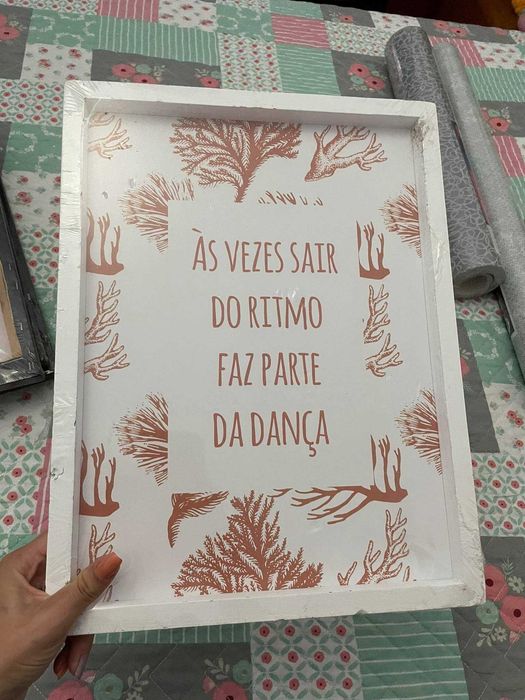 ÀS VEZES SAIR
DO RITMO
FAZ PARTE
DA DANÇA